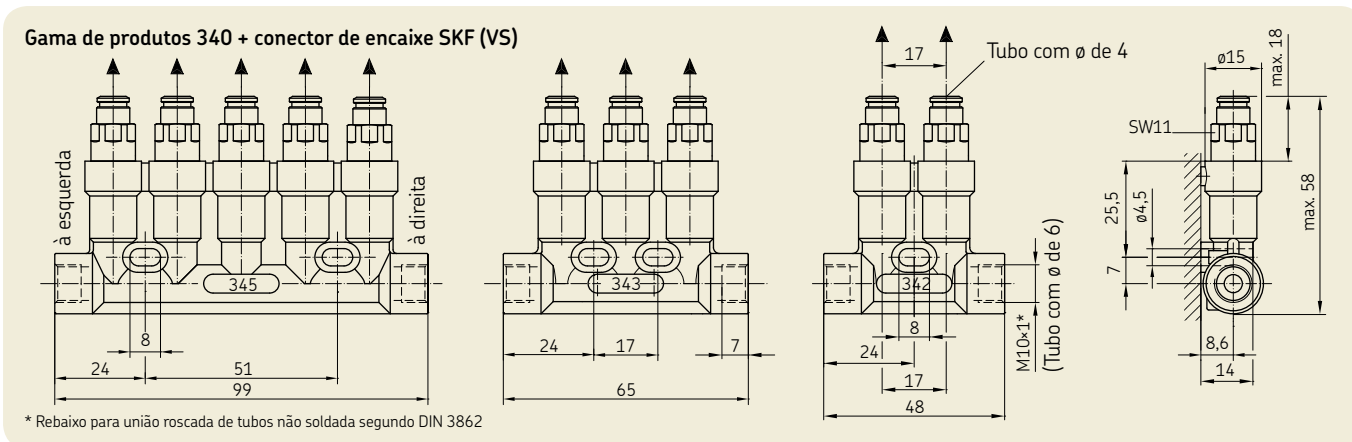 Gama de produtos 340 + conector de encaixe SKF (VS)
à esquerda
à direita
345
8
24
51
99
343
24
17
7
65
17
Tubo com ø de 4
342
8
24
17
48
M10×1*
(Tubo com ø de 6)
ø15
max. 18
SW11
25,5
ø4,5
7
max. 58
8,6
14
* Rebaixo para união roscada de tubos não soldada segundo DIN 3862